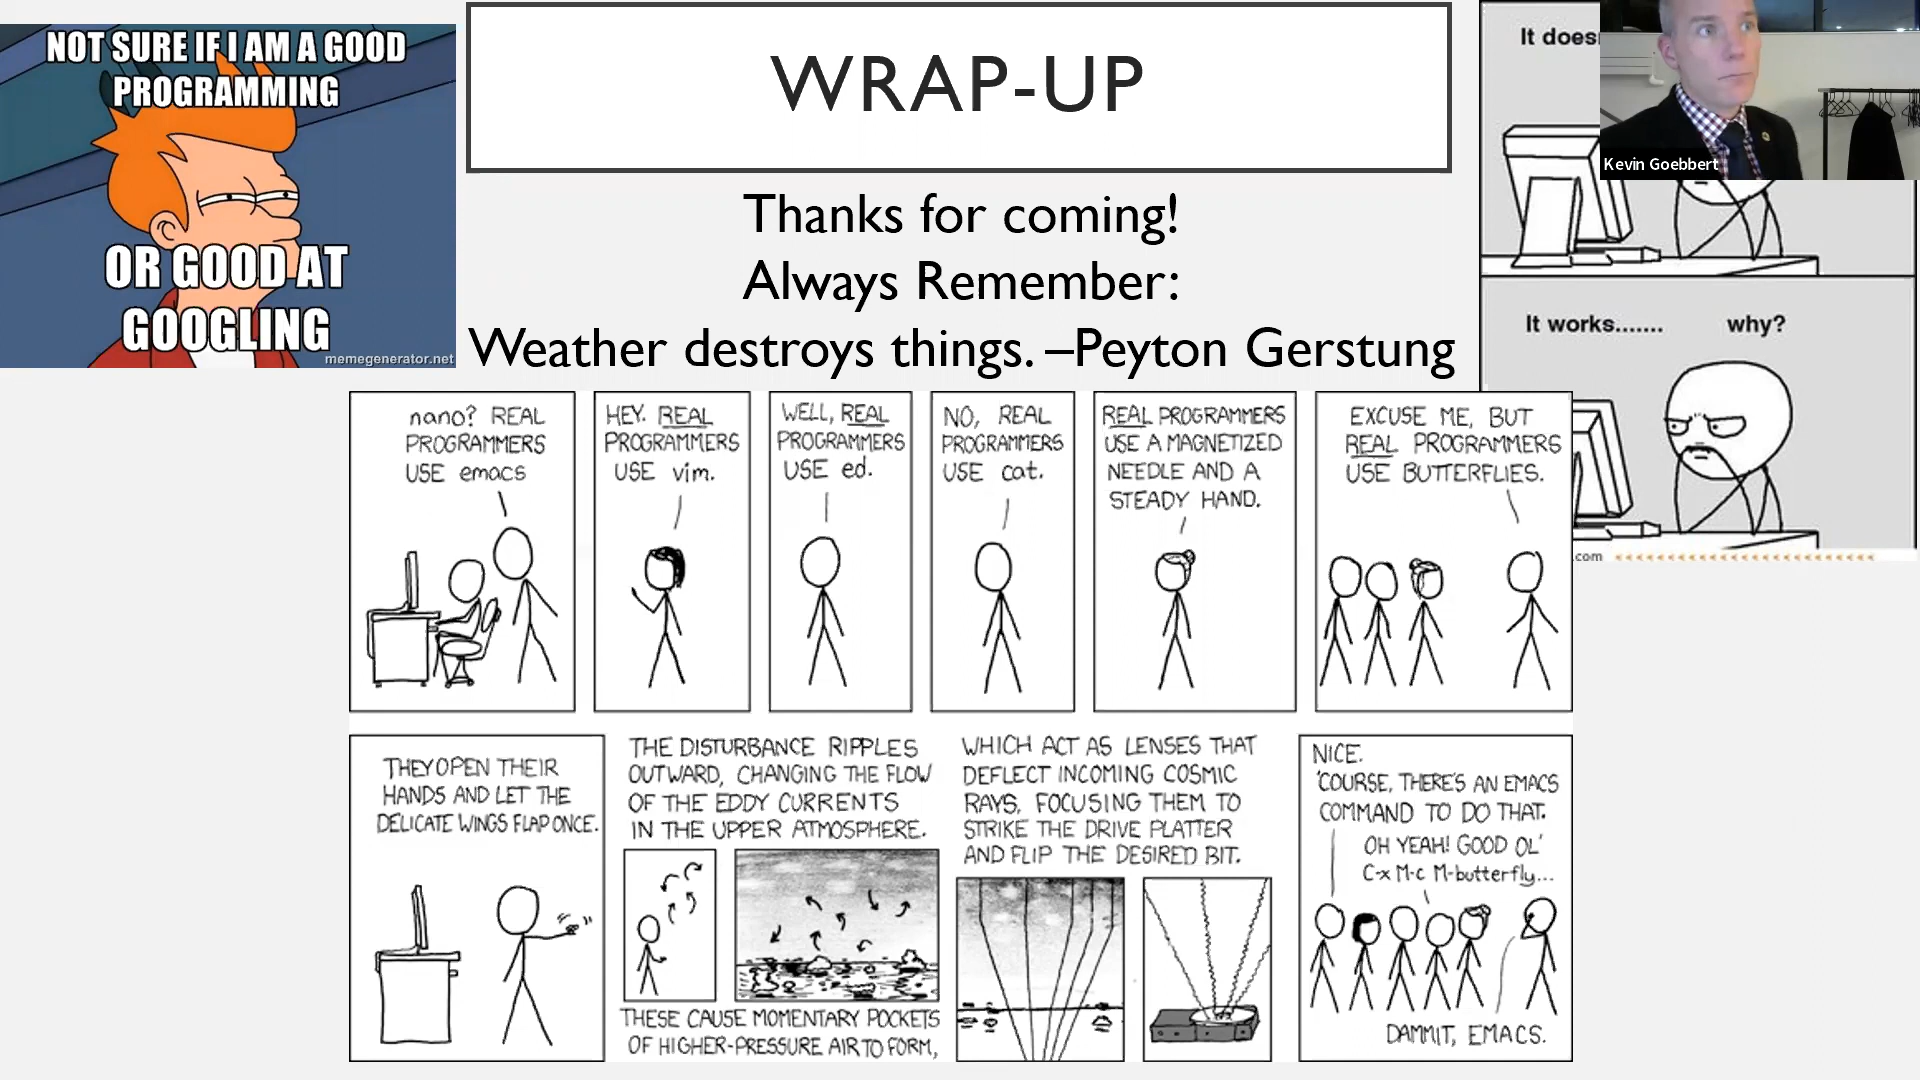 NOT SURE IF I AM A GOOD
PROGRAMMING
OR GOOD AT
GOOGLING
memegenerator.net
WRAP-UP
Thanks for coming!
Always Remember:
Weather destroys things. –Peyton Gerstung
It does
Kevin Goebbert
It works....... why?
.com
nano? REAL
PROGRAMMERS
USE emacs
HEY. REAL
PROGRAMMERS
USE vim.
WELL, REAL
PROGRAMMERS
USE ed.
NO, REAL
PROGRAMMERS
USE cat.
REAL PROGRAMMERS
USE A MAGNETIZED
NEEDLE AND A
STEADY HAND.
EXCUSE ME, BUT
REAL PROGRAMMERS
USE BUTTERFLIES.
THEY OPEN THEIR
HANDS AND LET THE
DELICATE WINGS FLAP ONCE.
THE DISTURBANCE RIPPLES
OUTWARD, CHANGING THE FLOW
OF THE EDDY CURRENTS
IN THE UPPER ATMOSPHERE.
THESE CAUSE MOMENTARY POCKETS
OF HIGHER-PRESSURE AIR TO FORM,
WHICH ACT AS LENSES THAT
DEFLECT INCOMING COSMIC
RAYS, FOCUSING THEM TO
STRIKE THE DRIVE PLATTER
AND FLIP THE DESIRED BIT.
NICE.
'COURSE, THERE'S AN EMACS
COMMAND TO DO THAT.
OH YEAH! GOOD OL'
C-x M-c M-butterfly...
DAMMIT, EMACS.